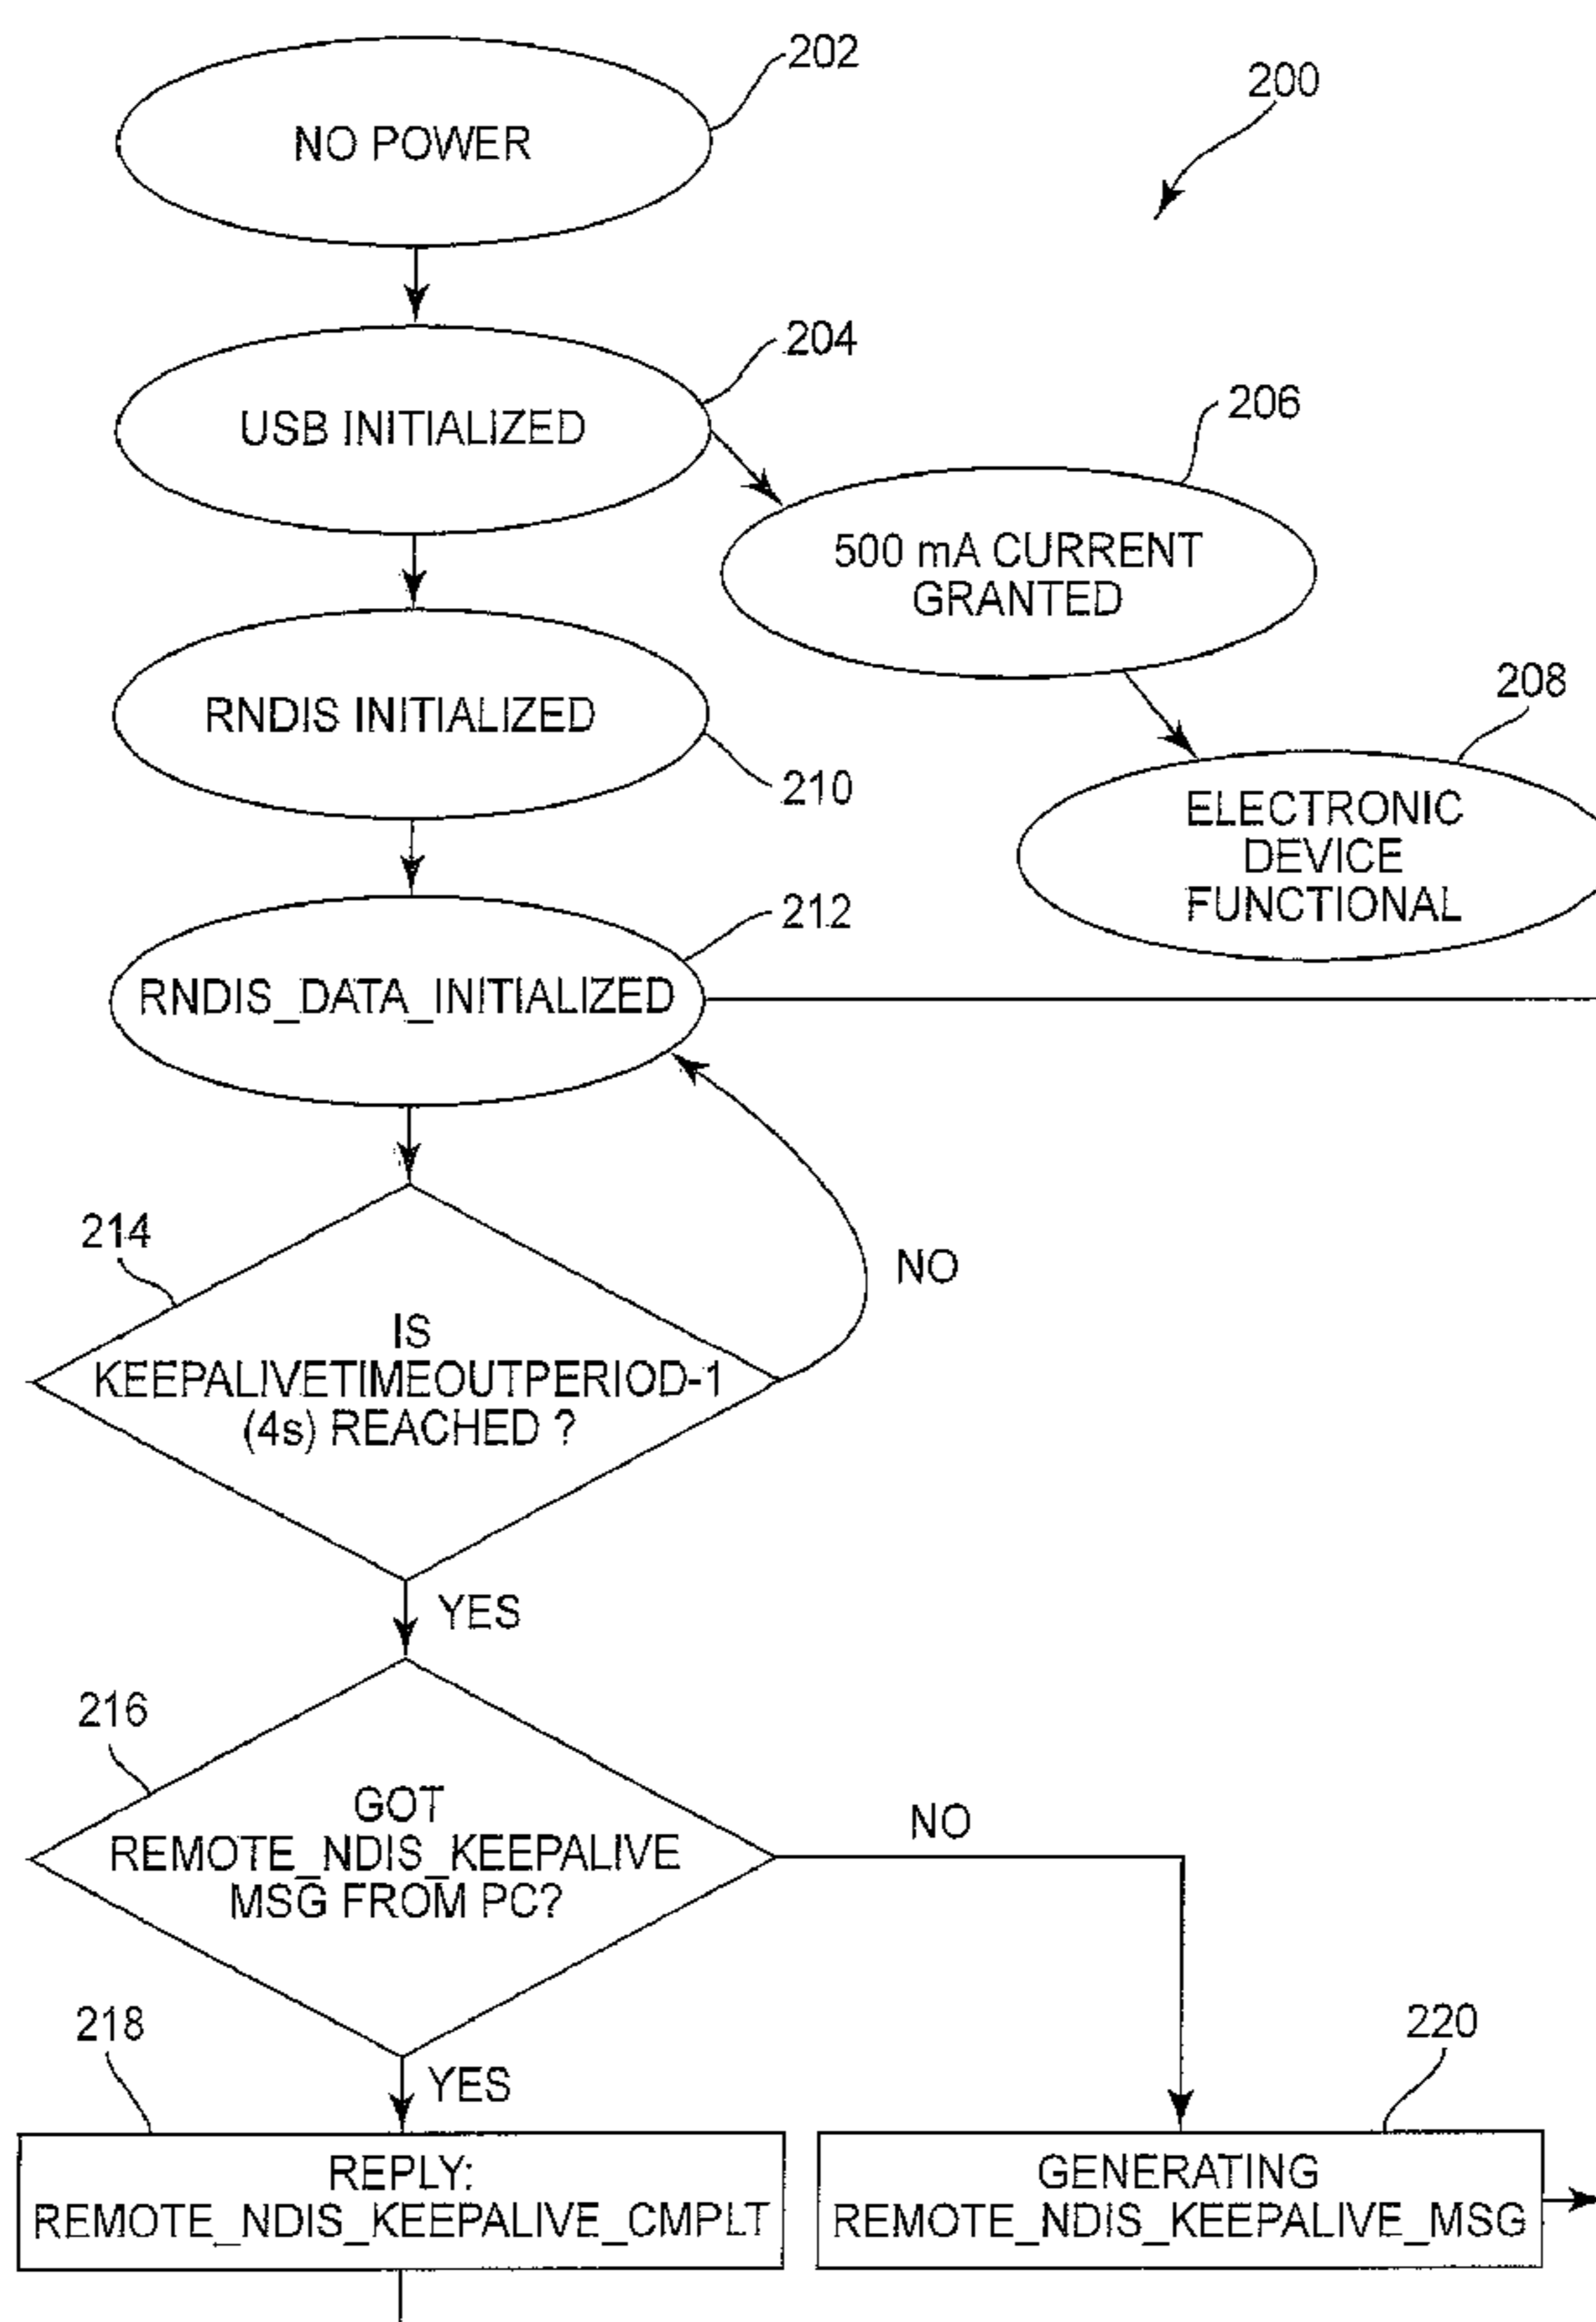 202
200
NO POWER
204
USB INITIALIZED
206
500 mA CURRENT
GRANTED
RNDIS INITIALIZED
208
210
ELECTRONIC
DEVICE
FUNCTIONAL
212
RNDIS_DATA_INITIALIZED
214
NO
IS
KEEPALIVETIMEOUTPERIOD-1
(4s) REACHED ?
YES
216
GOT
REMOTE_NDIS_KEEPALIVE
MSG FROM PC?
NO
218
YES
220
REPLY:
REMOTE_NDIS_KEEPALIVE_CMPLT
GENERATING
REMOTE_NDIS_KEEPALIVE_MSG